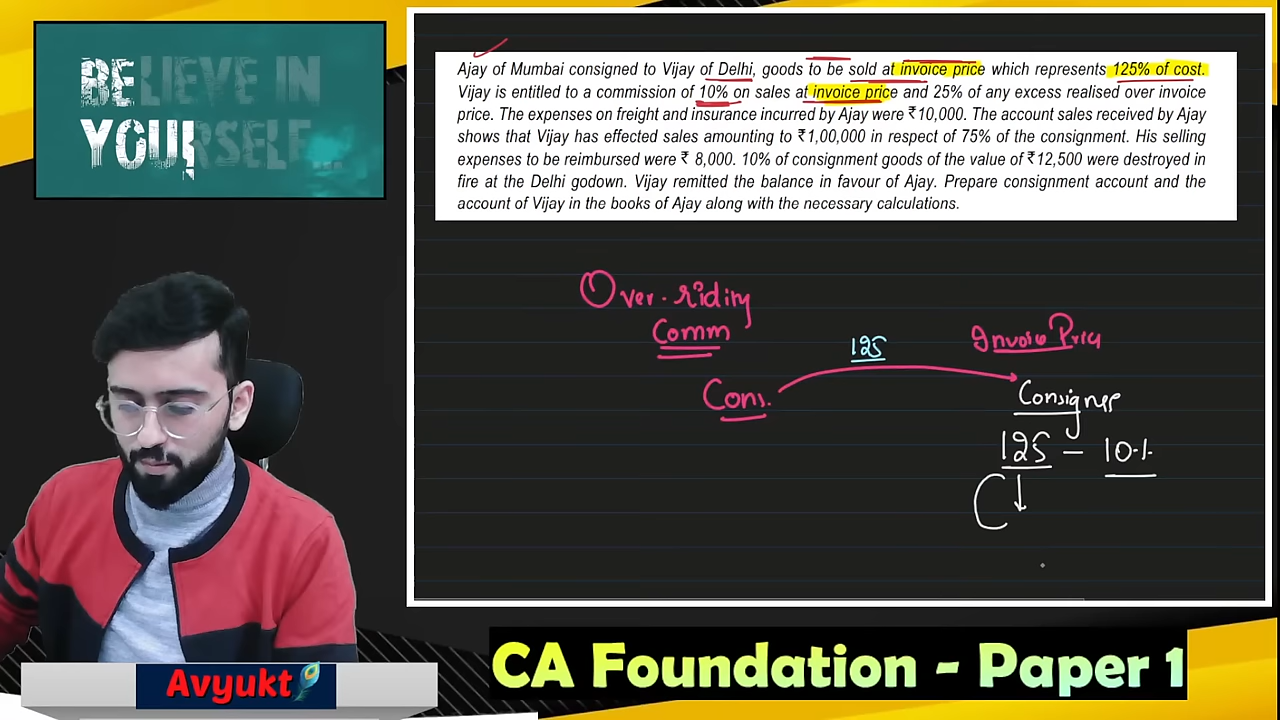 BELIEVE IN
YOURSELF...
Ajay of Mumbai consigned to Vijay of Delhi, goods to be sold at invoice price which represents 125% of cost.
Vijay is entitled to a commission of 10% on sales at invoice price and 25% of any excess realised over invoice
price. The expenses on freight and insurance incurred by Ajay were ₹10,000. The account sales received by Ajay
shows that Vijay has effected sales amounting to ₹1,00,000 in respect of 75% of the consignment. His selling
expenses to be reimbursed were ₹ 8,000. 10% of consignment goods of the value of ₹12,500 were destroyed in
fire at the Delhi godown. Vijay remitted the balance in favour of Ajay. Prepare consignment account and the
account of Vijay in the books of Ajay along with the necessary calculations.
Over-riding
Comm
125
Invoice Price
Cons.
Consignee
125 - 10%
Avyukt
CA Foundation - Paper 1